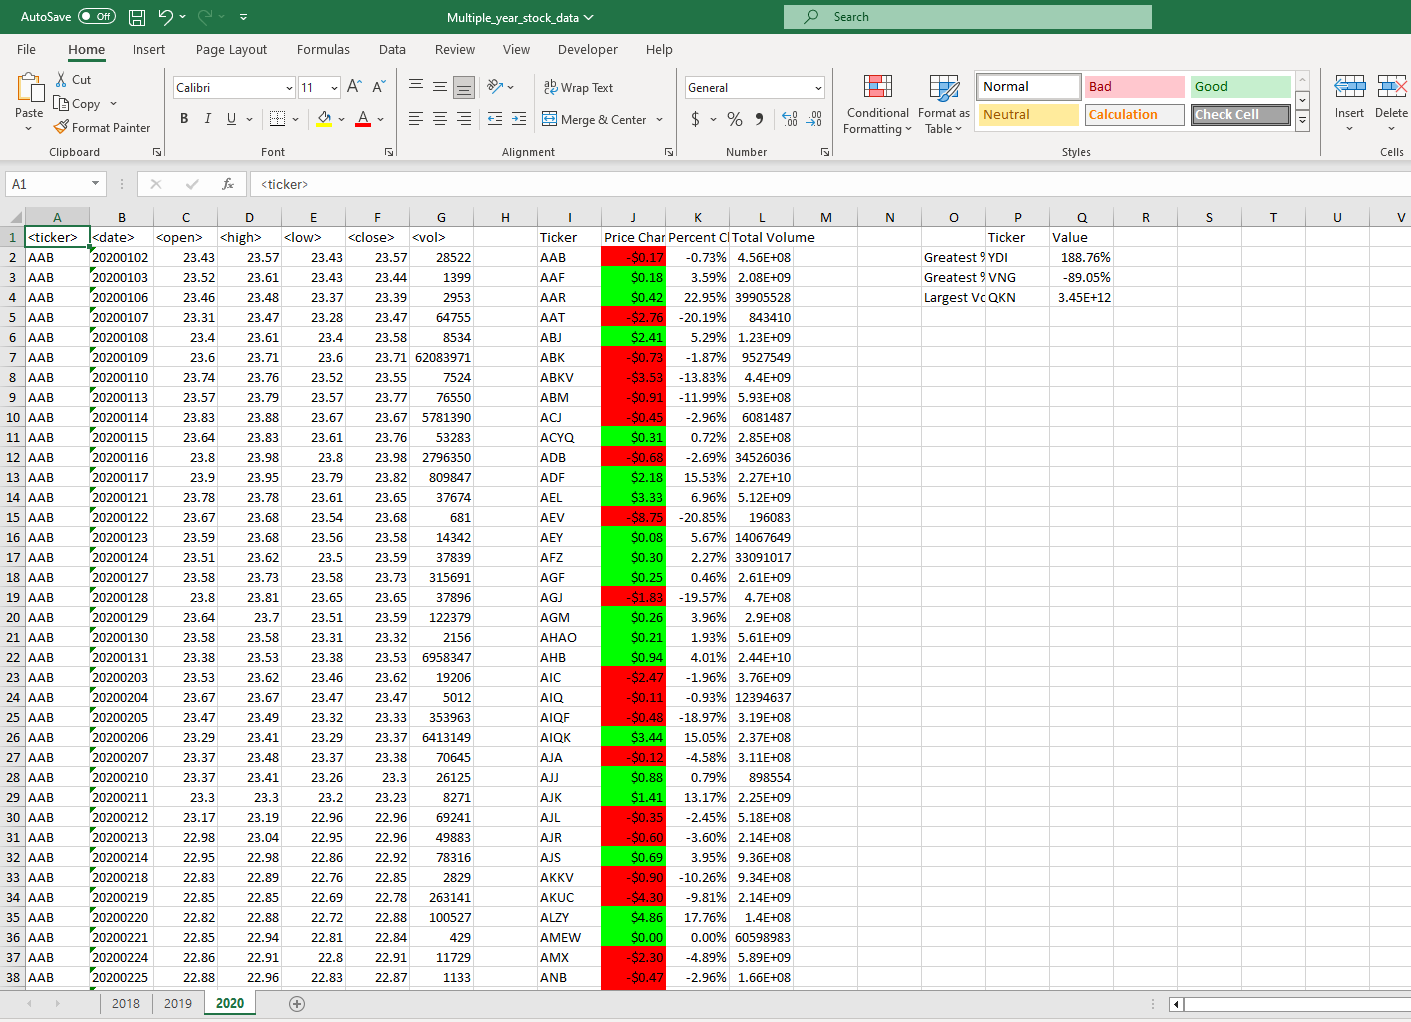 AutoSave Off Multiple_year_stock_data Search
File Home Insert Page Layout Formulas Data Review View Developer Help
Paste
Cut
Copy
Format Painter
Clipboard
Calibri 11
B I U
Font
Wrap Text
Merge & Center
Alignment
General
$ % 9
Number
Conditional Formatting
Format as Table
Normal Bad Good
Neutral Calculation Check Cell
Styles
Insert Delete
Cells
A1 fx <ticker>
A B C D E F G H I J K L M N O P Q R S T U V
1 <ticker> <date> <open> <high> <low> <close> <vol> Ticker Price Char Percent Cl Total Volume Ticker Value
2 AAB 20200102 23.43 23.57 23.43 23.57 28522 AAB -$0.17 -0.73% 4.56E+08 Greatest % YDI 188.76%
3 AAB 20200103 23.52 23.61 23.43 23.44 1399 AAF $0.18 3.59% 2.08E+09 Greatest % VNG -89.05%
4 AAB 20200106 23.46 23.48 23.37 23.39 2953 AAR $0.42 22.95% 39905528 Largest Vc QKN 3.45E+12
5 AAB 20200107 23.31 23.47 23.28 23.47 64755 AAT -$2.76 -20.19% 843410
6 AAB 20200108 23.4 23.61 23.4 23.58 8534 ABJ $2.41 5.29% 1.23E+09
7 AAB 20200109 23.6 23.71 23.6 23.71 62083971 ABK -$0.73 -1.87% 9527549
8 AAB 20200110 23.74 23.76 23.52 23.55 7524 ABKV -$3.53 -13.83% 4.4E+09
9 AAB 20200113 23.57 23.79 23.57 23.77 76550 ABM -$0.91 -11.99% 5.93E+08
10 AAB 20200114 23.83 23.88 23.67 23.67 5781390 ACJ -$0.45 -2.96% 6081487
11 AAB 20200115 23.64 23.83 23.61 23.76 53283 ACYQ $0.31 0.72% 2.85E+08
12 AAB 20200116 23.8 23.98 23.8 23.98 2796350 ADB -$0.68 -2.69% 34526036
13 AAB 20200117 23.9 23.95 23.79 23.82 809847 ADF $2.18 15.53% 2.27E+10
14 AAB 20200121 23.78 23.78 23.61 23.65 37674 AEL $3.33 6.96% 5.12E+09
15 AAB 20200122 23.67 23.68 23.54 23.68 681 AEV -$8.75 -20.85% 196083
16 AAB 20200123 23.59 23.68 23.56 23.58 14342 AEY $0.08 5.67% 14067649
17 AAB 20200124 23.51 23.62 23.5 23.59 37839 AFZ $0.30 2.27% 33091017
18 AAB 20200127 23.58 23.73 23.58 23.73 315691 AGF $0.25 0.46% 2.61E+09
19 AAB 20200128 23.8 23.81 23.65 23.65 37896 AGJ -$1.83 -19.57% 4.7E+08
20 AAB 20200129 23.64 23.7 23.51 23.59 122379 AGM $0.26 3.96% 2.9E+08
21 AAB 20200130 23.58 23.58 23.31 23.32 2156 AHAO $0.21 1.93% 5.61E+09
22 AAB 20200131 23.38 23.53 23.38 23.53 6958347 AHB $0.94 4.01% 2.44E+10
23 AAB 20200203 23.53 23.62 23.46 23.62 19206 AIC -$2.47 -1.96% 3.76E+09
24 AAB 20200204 23.67 23.67 23.47 23.47 5012 AIQ -$0.11 -0.93% 12394637
25 AAB 20200205 23.47 23.49 23.32 23.33 353963 AIQF -$0.48 -18.97% 3.19E+08
26 AAB 20200206 23.29 23.41 23.29 23.37 6413149 AIQK $3.44 15.05% 2.37E+08
27 AAB 20200207 23.37 23.48 23.37 23.38 70645 AJA -$0.12 -4.58% 3.11E+08
28 AAB 20200210 23.37 23.41 23.26 23.3 26125 AJJ $0.88 0.79% 898554
29 AAB 20200211 23.3 23.3 23.2 23.23 8271 AJK $1.41 13.17% 2.25E+09
30 AAB 20200212 23.17 23.19 22.96 22.96 69241 AJL -$0.35 -2.45% 5.18E+08
31 AAB 20200213 22.98 23.04 22.95 22.96 49883 AJR -$0.60 -3.60% 2.14E+08
32 AAB 20200214 22.95 22.98 22.86 22.92 78316 AJS $0.69 3.95% 9.36E+08
33 AAB 20200218 22.83 22.89 22.76 22.85 2829 AKKV -$0.90 -10.26% 9.34E+08
34 AAB 20200219 22.85 22.85 22.69 22.78 263141 AKUC -$4.30 -9.81% 2.14E+09
35 AAB 20200220 22.82 22.88 22.72 22.88 100527 ALZY $4.86 17.76% 1.4E+08
36 AAB 20200221 22.85 22.94 22.81 22.84 429 AMEW $0.00 0.00% 60598983
37 AAB 20200224 22.86 22.91 22.8 22.91 11729 AMX -$2.30 -4.89% 5.89E+09
38 AAB 20200225 22.88 22.96 22.83 22.87 1133 ANB -$0.47 -2.96% 1.66E+08
2018 2019 2020